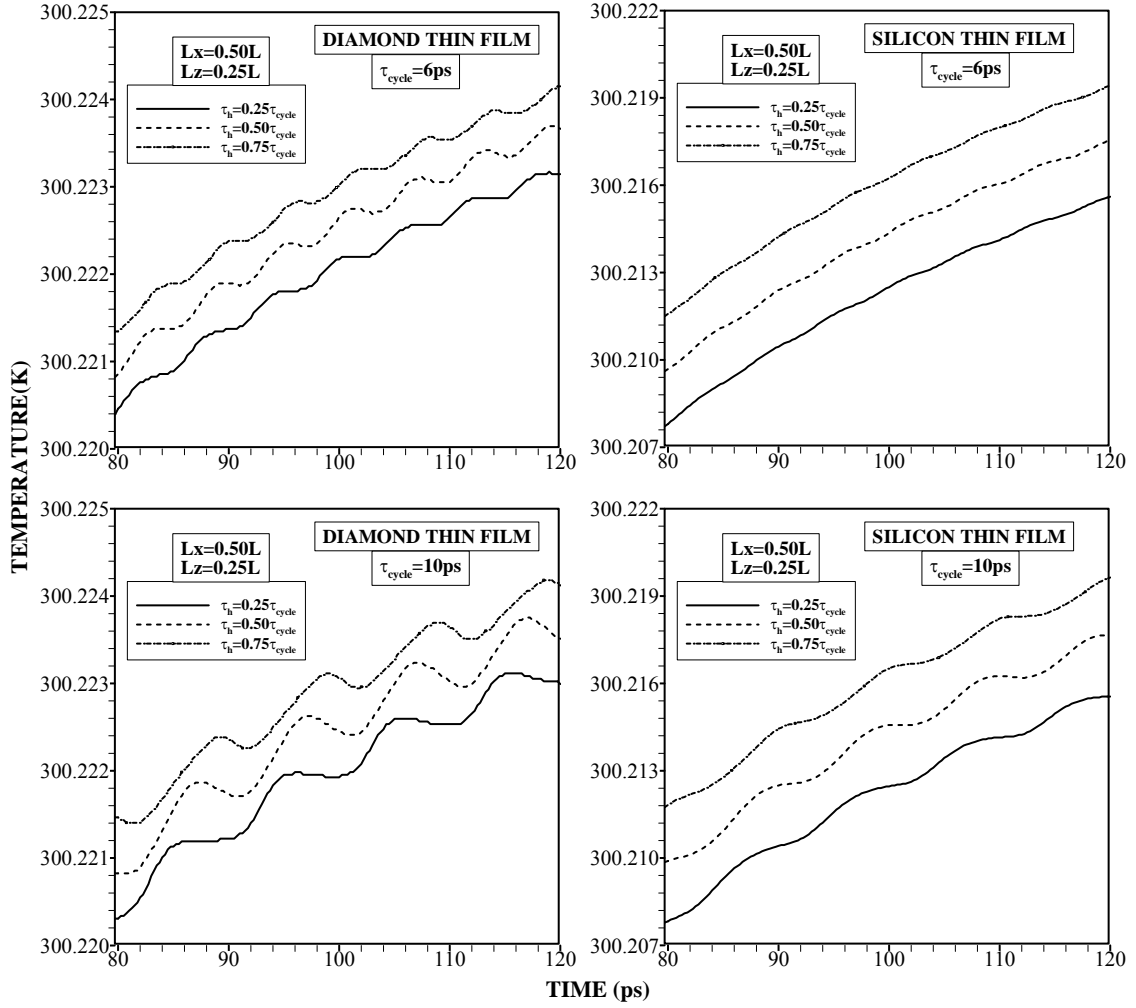 300.225
300.224
300.223
300.222
300.221
300.220
80 90 100 110 120
Lx=0.50L
Lz=0.25L
DIAMOND THIN FILM
τcycle=6ps
τh=0.25τcycle
τh=0.50τcycle
τh=0.75τcycle
300.222
300.219
300.216
300.213
300.210
300.207
80 90 100 110 120
Lx=0.50L
Lz=0.25L
SILICON THIN FILM
τcycle=6ps
τh=0.25τcycle
τh=0.50τcycle
τh=0.75τcycle
TEMPERATURE(K)
300.225
300.224
300.223
300.222
300.221
300.220
80 90 100 110 120
Lx=0.50L
Lz=0.25L
DIAMOND THIN FILM
τcycle=10ps
τh=0.25τcycle
τh=0.50τcycle
τh=0.75τcycle
300.222
300.219
300.216
300.213
300.210
300.207
80 90 100 110 120
Lx=0.50L
Lz=0.25L
SILICON THIN FILM
τcycle=10ps
τh=0.25τcycle
τh=0.50τcycle
τh=0.75τcycle
TIME (ps)